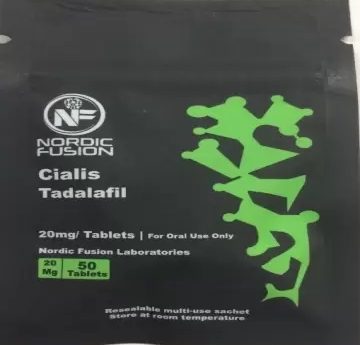 NF
NORDIC
FUSION
Cialis
Tadalafil
20mg/ Tablets | For Oral Use Only
Nordic Fusion Laboratories
20 Mg 50 Tablets
Resealable multi-use sachet
Store at room temperature